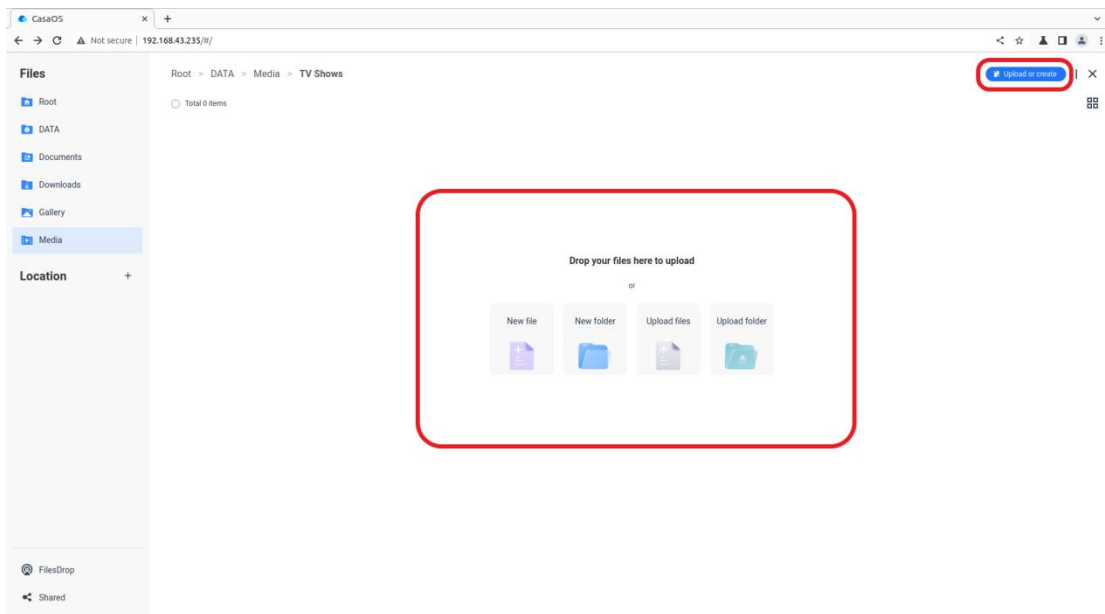 CasaOS
Not secure | 192.168.43.235/#/
Files
Root > DATA > Media > TV Shows
Upload or create
Root
Total 0 items
DATA
Documents
Downloads
Gallery
Media
Location +
Drop your files here to upload
or
New file
New folder
Upload files
Upload folder
FilesDrop
Shared